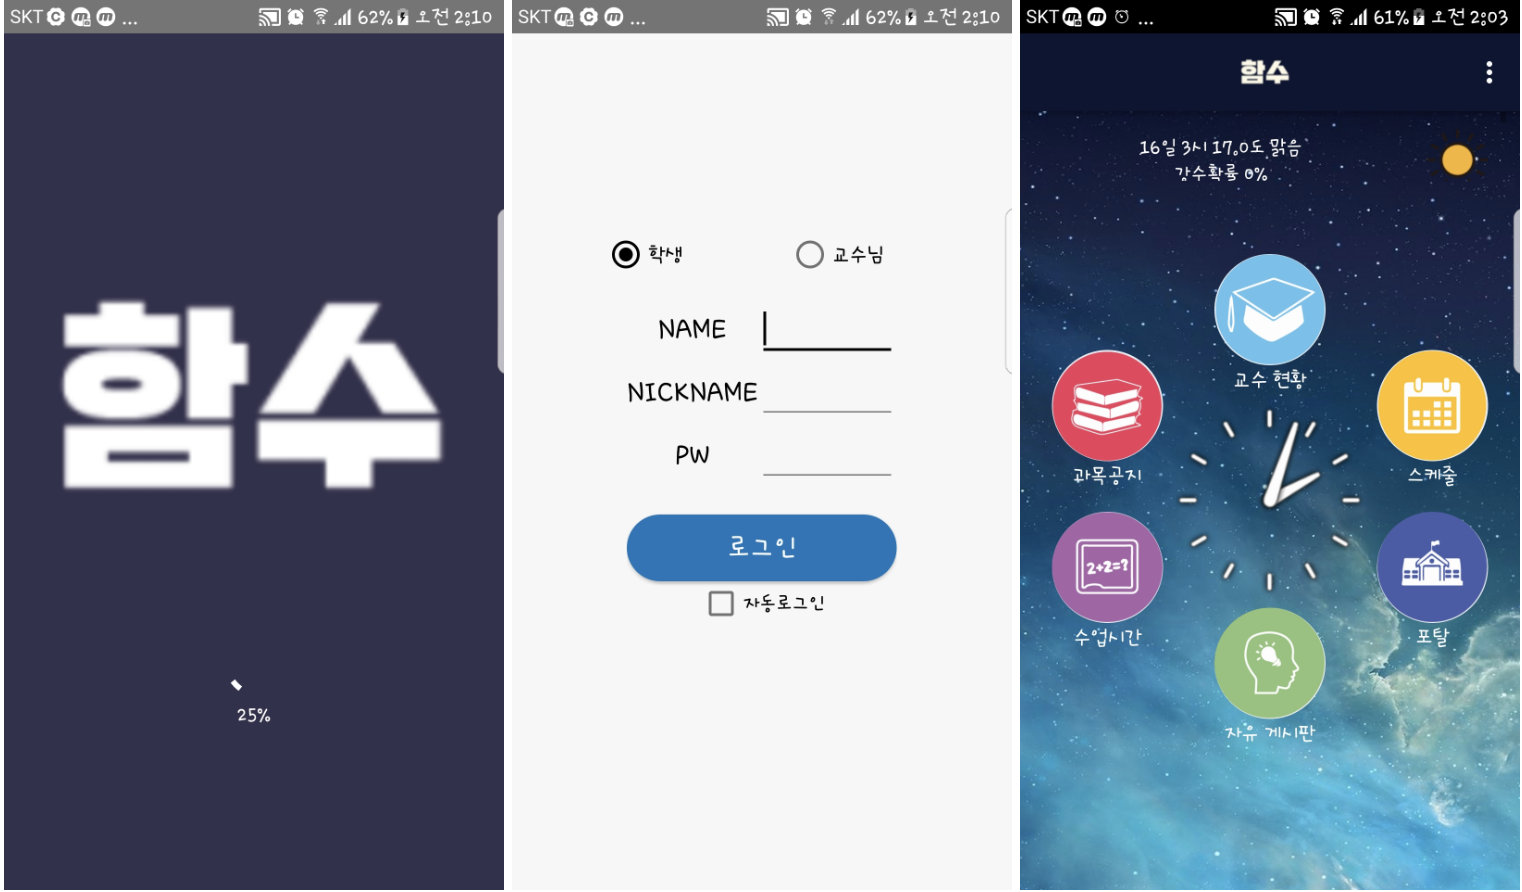 SKT ... 62% 오전 2:10
함수
25%
SKT ... 62% 오전 2:10
학생 교수님
NAME
NICKNAME
PW
로그인
자동로그인
SKT ... 61% 오전 2:03
함수
16일 3시 17.0도 맑음
강수확률 0%
교수 현황
과목공지
스케줄
2+2=?
수업시간
포탈
자유 게시판